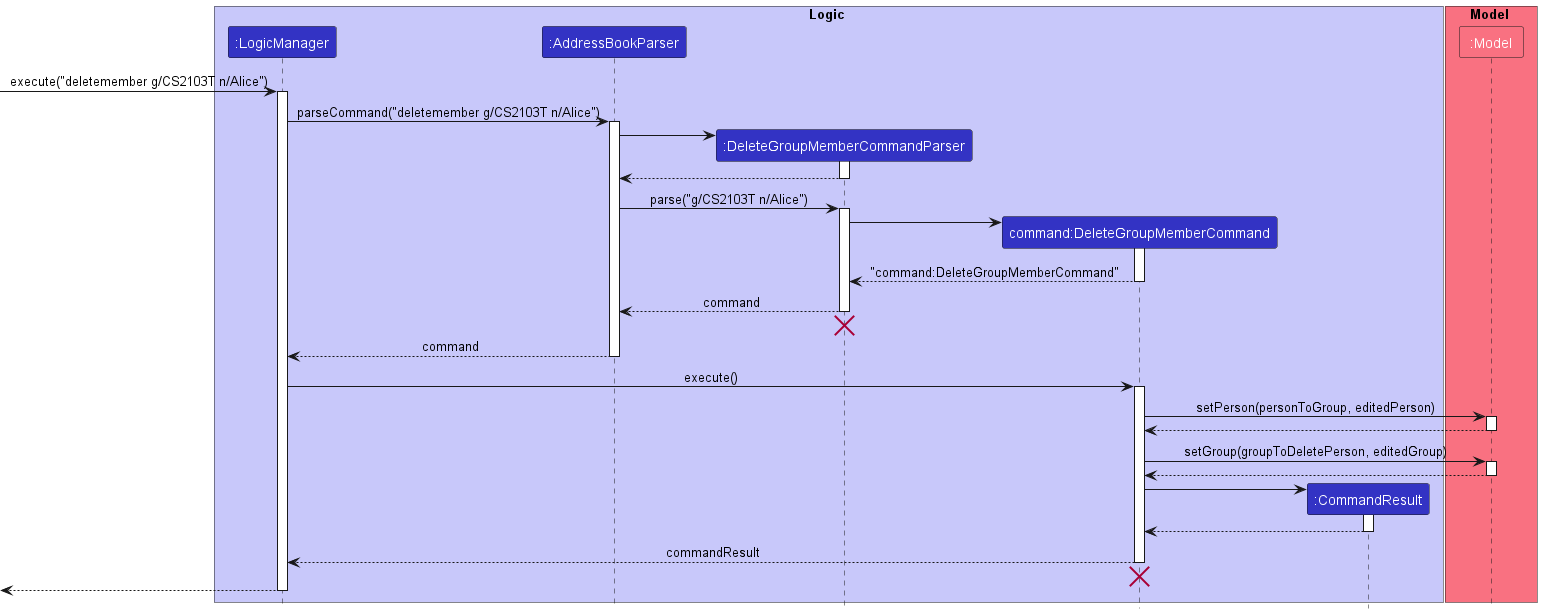 Logic
Model
:LogicManager
:AddressBookParser
:Model
execute("deletemember g/CS2103T n/Alice")
parseCommand("deletemember g/CS2103T n/Alice")
:DeleteGroupMemberCommandParser
parse("g/CS2103T n/Alice")
command:DeleteGroupMemberCommand
"command:DeleteGroupMemberCommand"
command
command
execute()
setPerson(personToGroup, editedPerson)
setGroup(groupToDeletePerson, editedGroup)
:CommandResult
commandResult